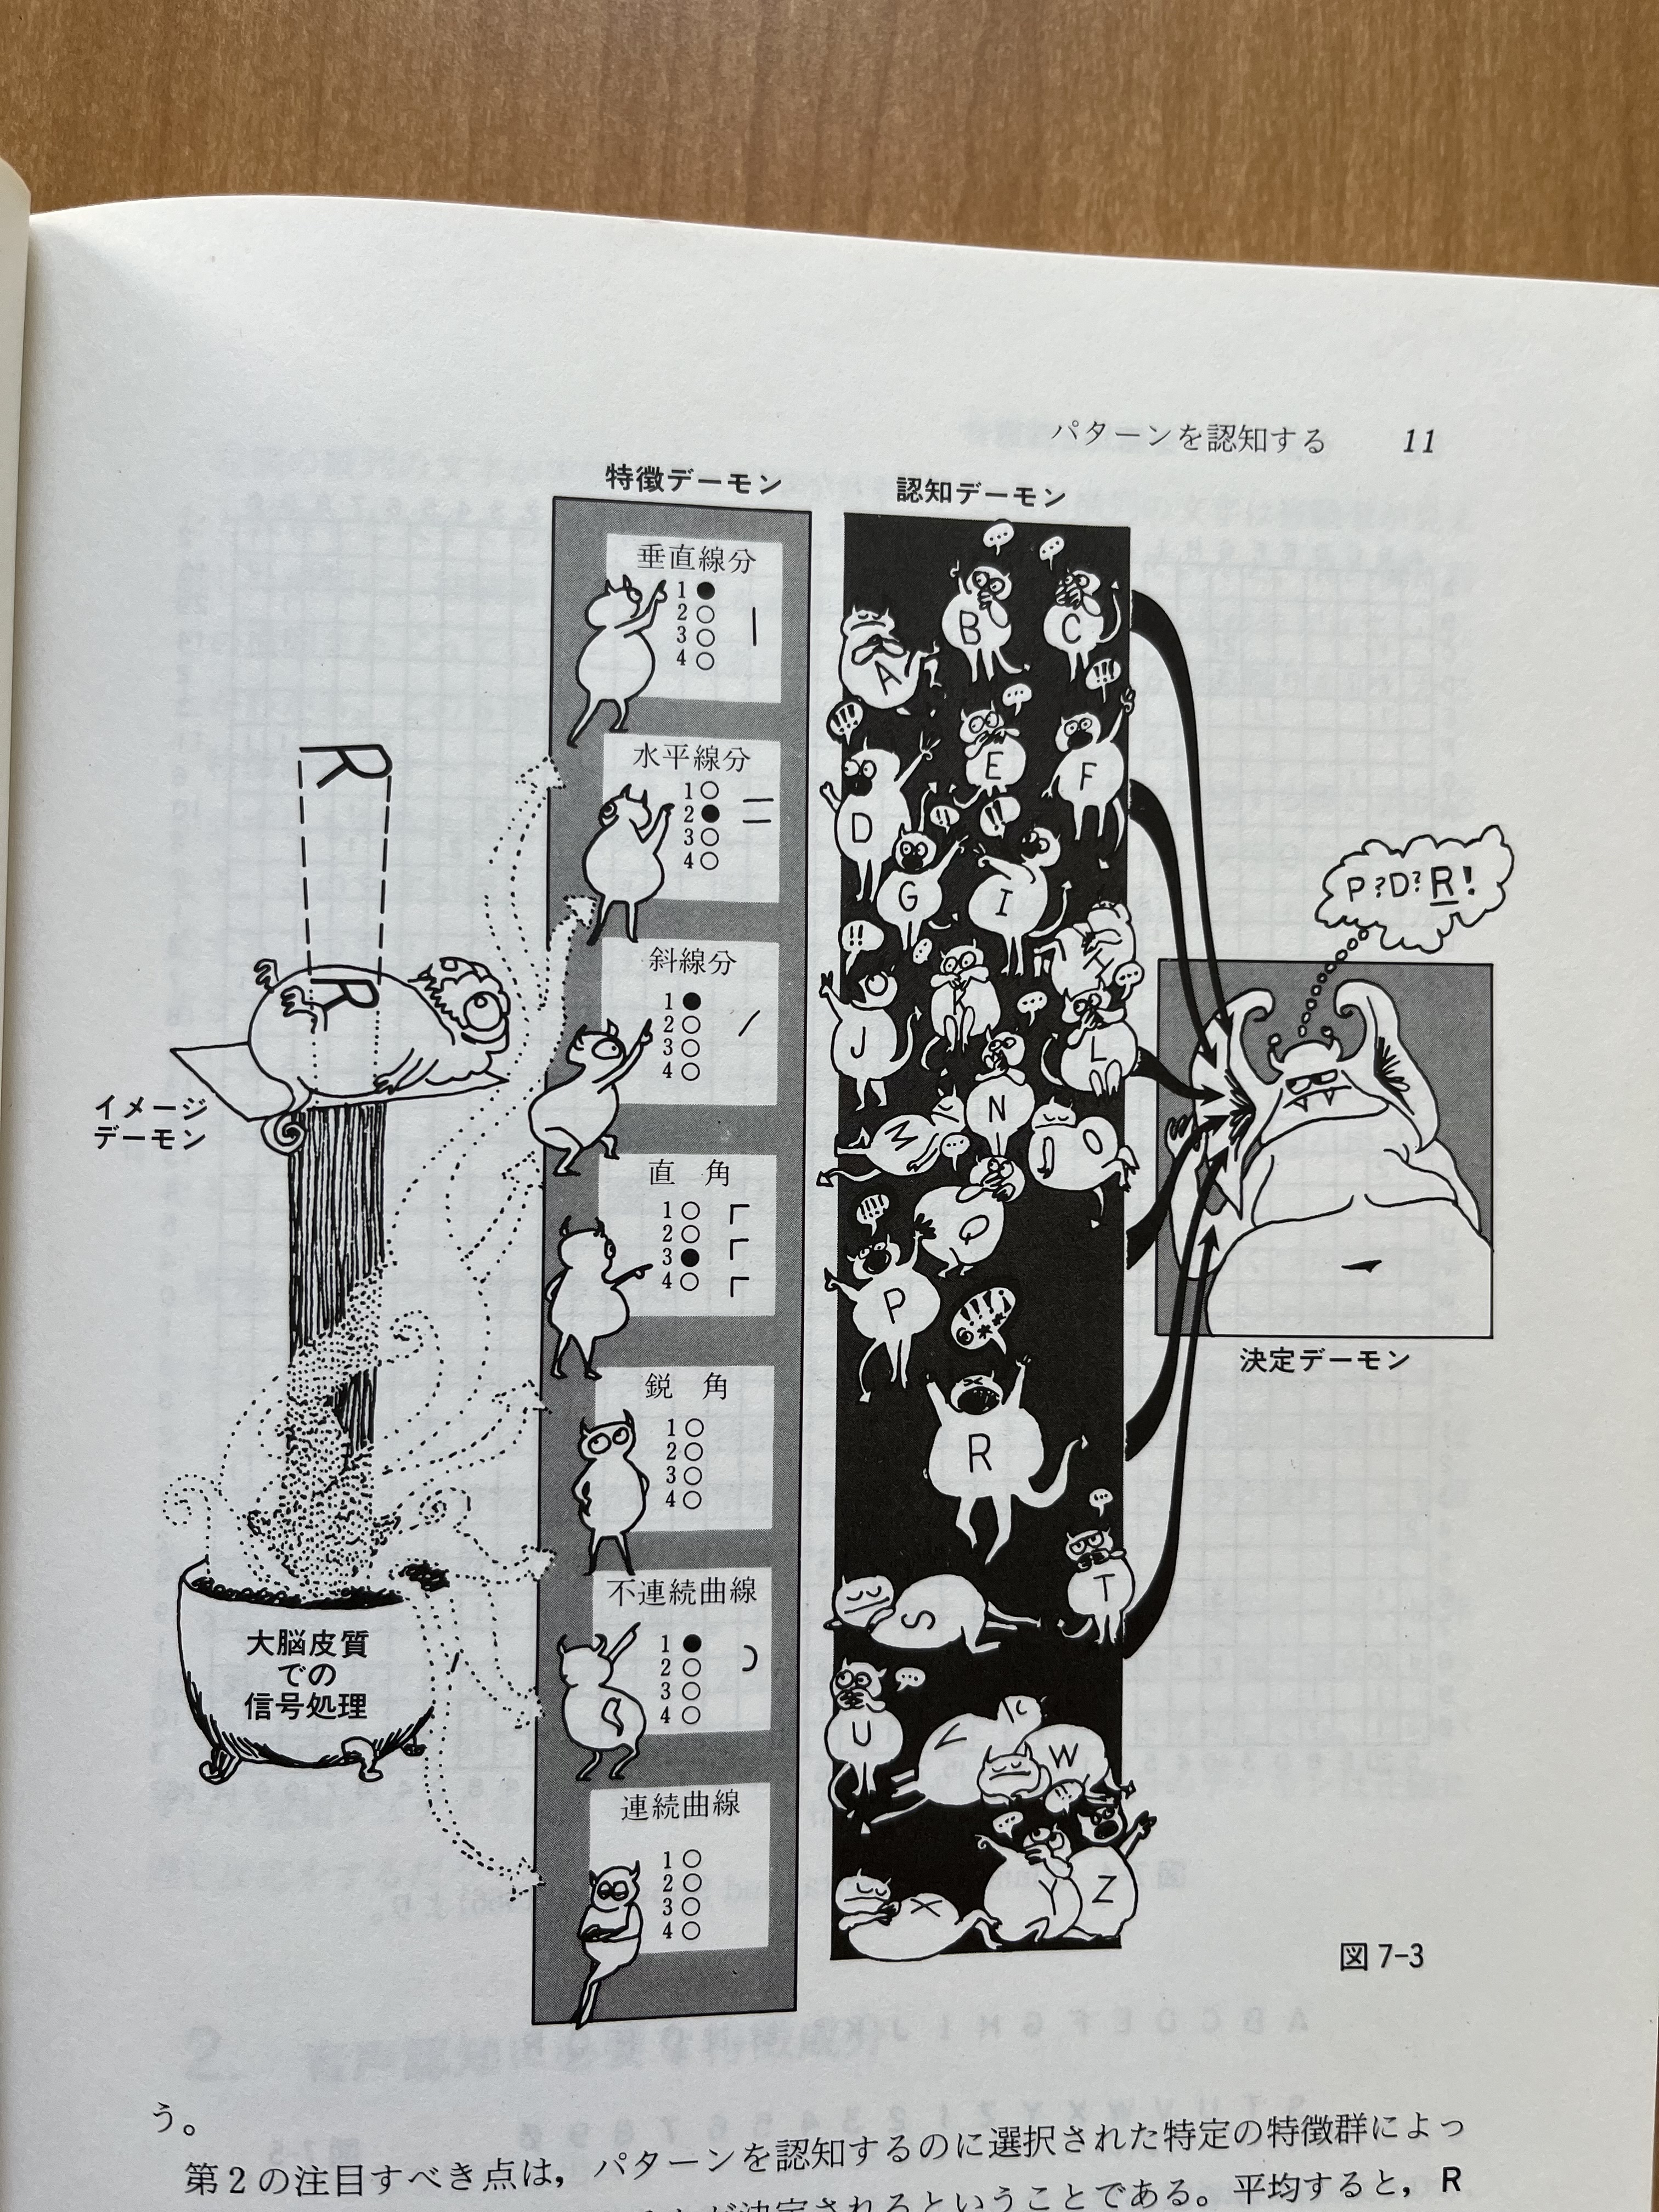 パターンを認知する 11
特徴デーモン
認知デーモン
垂直線分
1 ●
2 ○
3 ○
4 ○
水平線分
1 ○
2 ●
3 ○
4 ○
斜線分
1 ●
2 ○
3 ○
4 ○
直 角
1 ○
2 ○
3 ●
4 ○
鋭 角
1 ○
2 ○
3 ○
4 ○
不連続曲線
1 ●
2 ○
3 ○
4 ○
連続曲線
1 ○
2 ○
3 ○
4 ○
R
R
イメージ
デーモン
大脳皮質
での
信号処理
B
C
A
E
F
D
G
I
H
J
K
L
N
M
O
Q
P
R
T
S
U
V
W
X
Y
Z
P?D?R!
決定デーモン
図 7-3
う。
第2の注目すべき点は，パターンを認知するのに選択された特定の特徴群によっ
が決定されるということである。平均すると，R